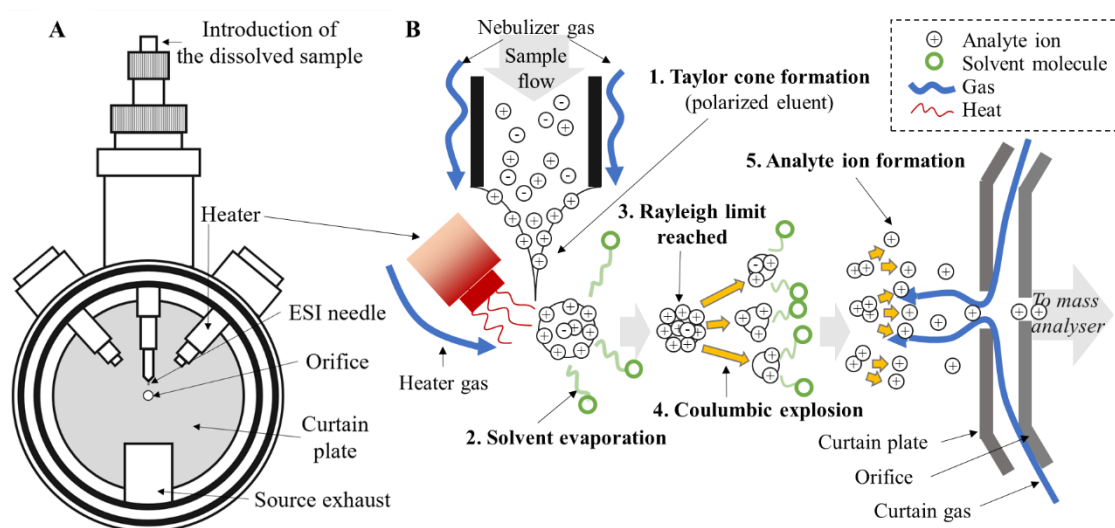 A
Introduction of
the dissolved sample
Heater
ESI needle
Orifice
Curtain
plate
Source exhaust
B
Nebulizer gas
Sample
flow
1. Taylor cone formation
(polarized eluent)
Analyte ion
Solvent molecule
Gas
Heat
5. Analyte ion formation
3. Rayleigh limit
reached
To mass
analyser
Heater gas
2. Solvent evaporation
4. Coulumbic explosion
Curtain plate
Orifice
Curtain gas